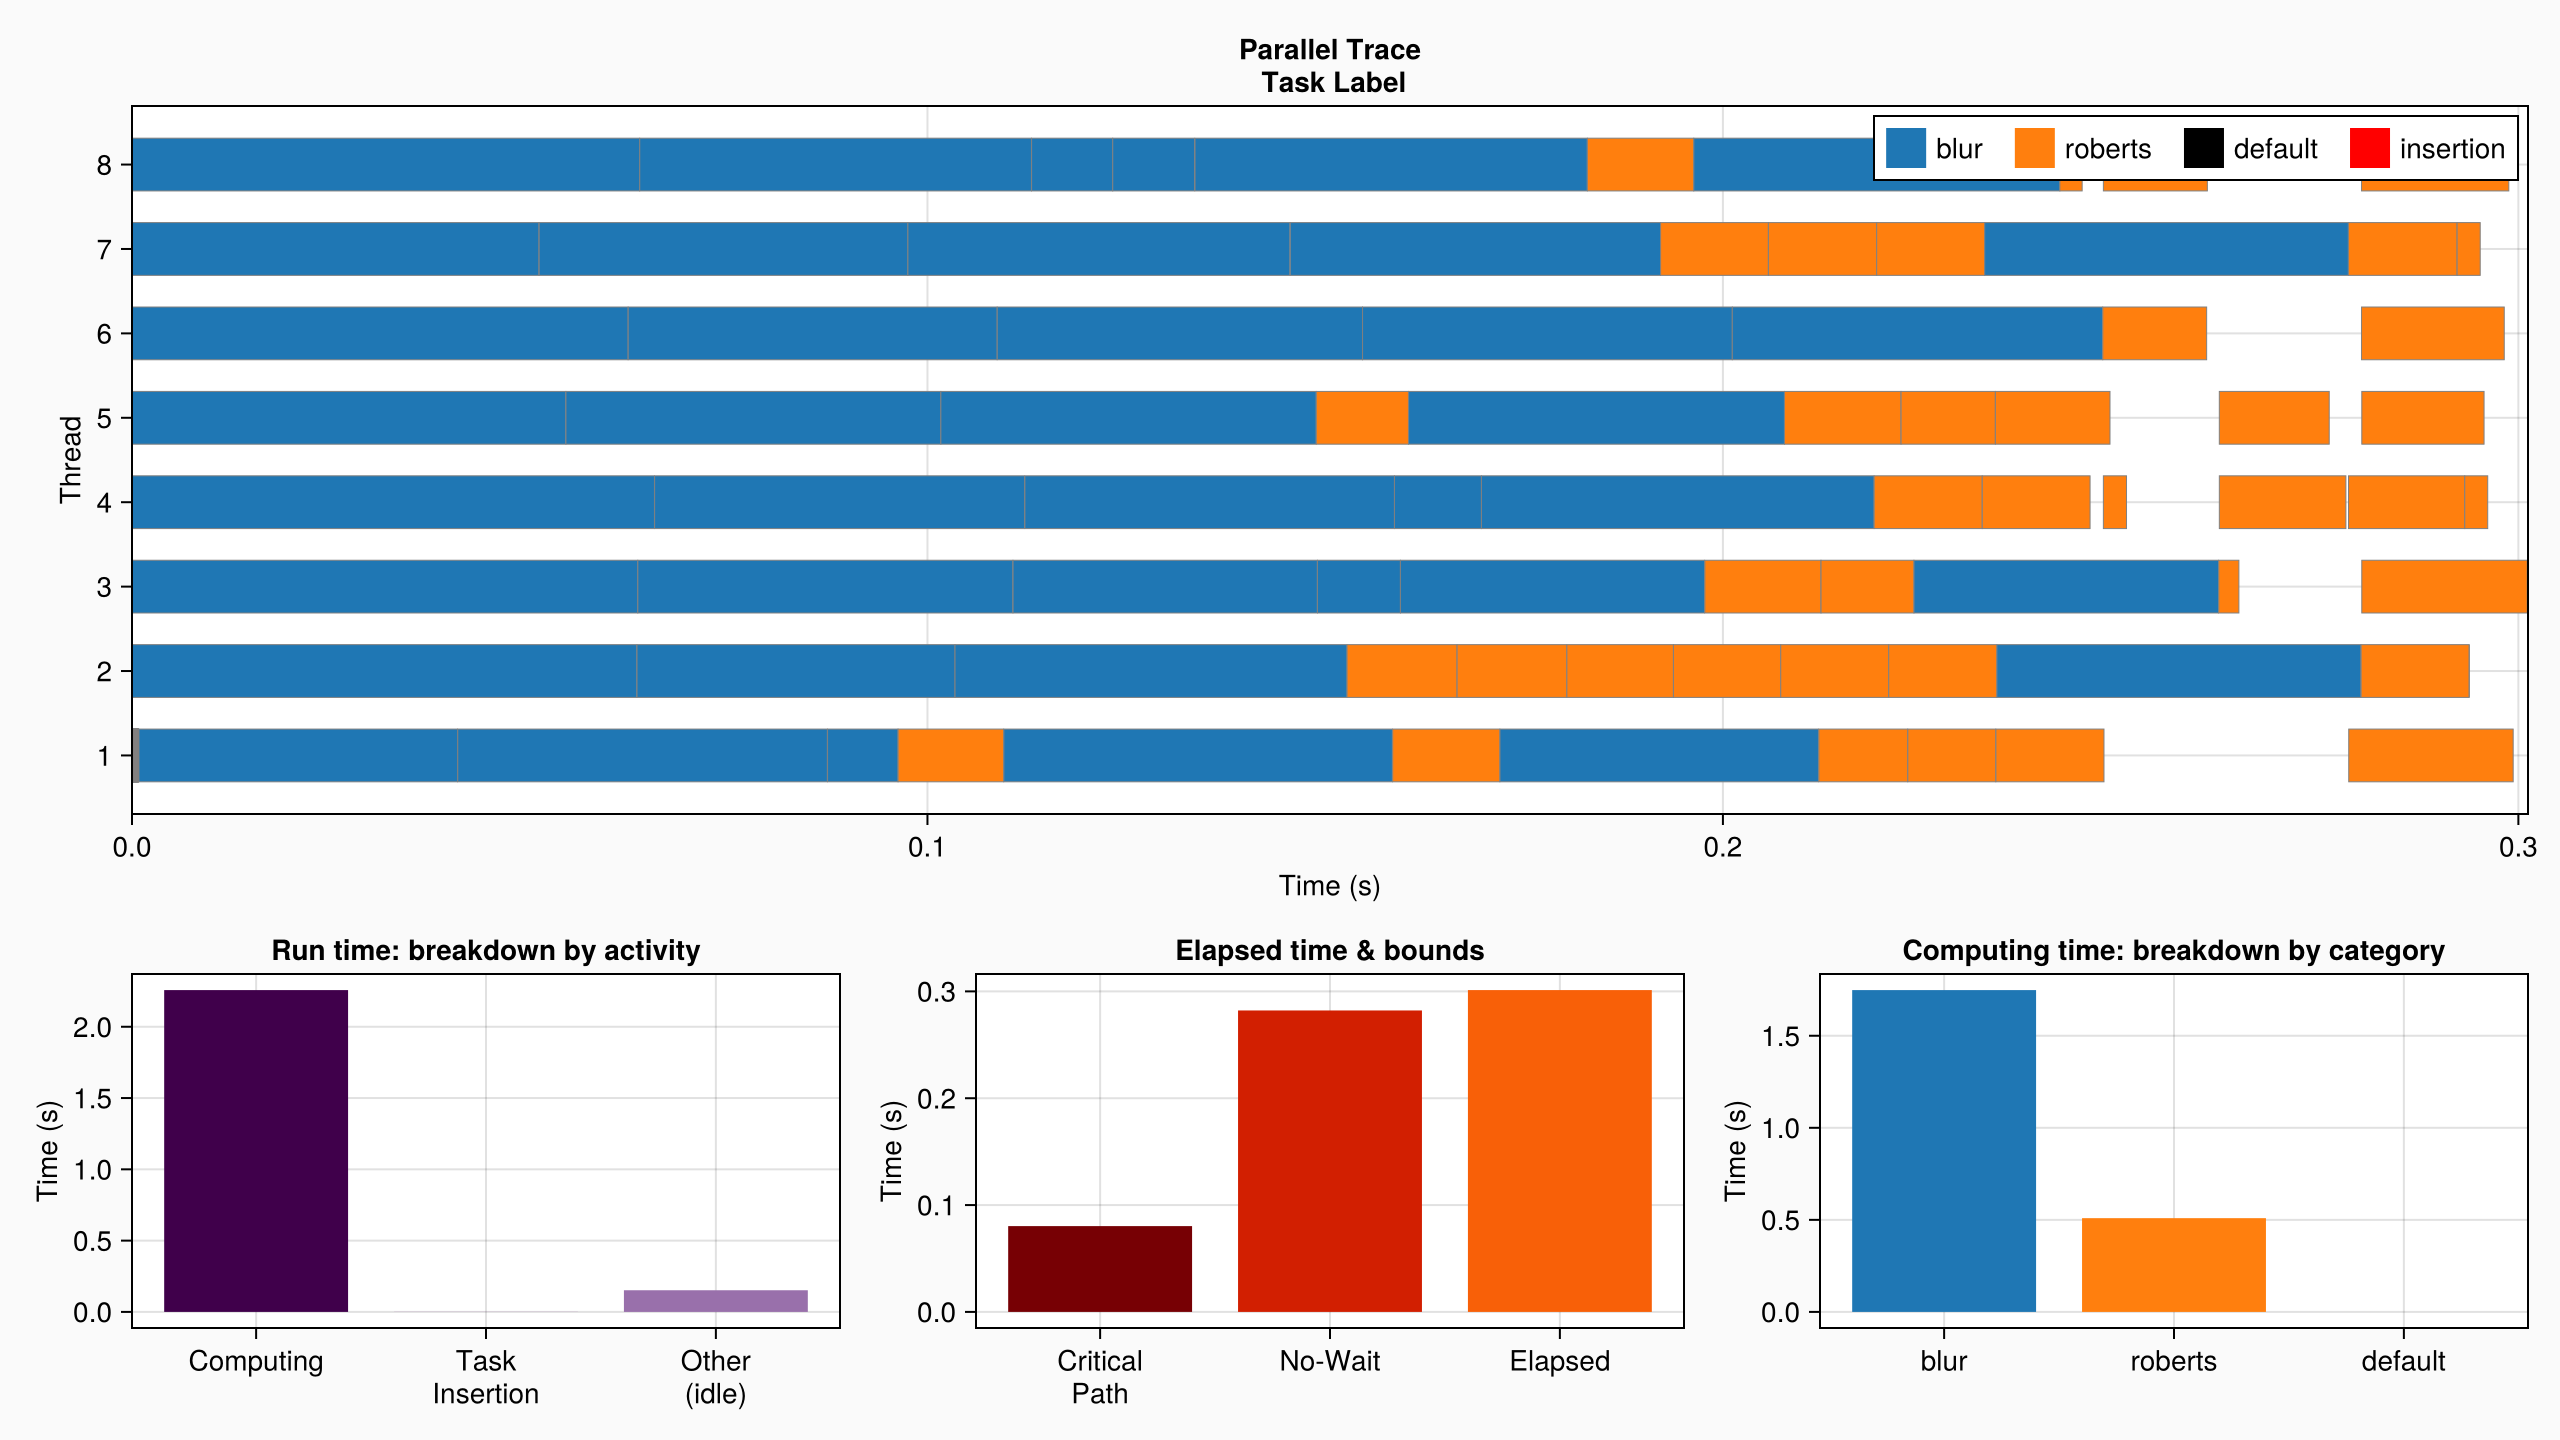 Parallel Trace
Task Label
blur roberts default insertion
8
7
6
5
4
3
2
1
Thread
0.0 0.1 0.2 0.3
Time (s)
Run time: breakdown by activity
2.0
1.5
1.0
0.5
0.0
Time (s)
Computing Task Other
Insertion (idle)
Elapsed time & bounds
0.3
0.2
0.1
0.0
Time (s)
Critical No-Wait Elapsed
Path
Computing time: breakdown by category
1.5
1.0
0.5
0.0
Time (s)
blur roberts default